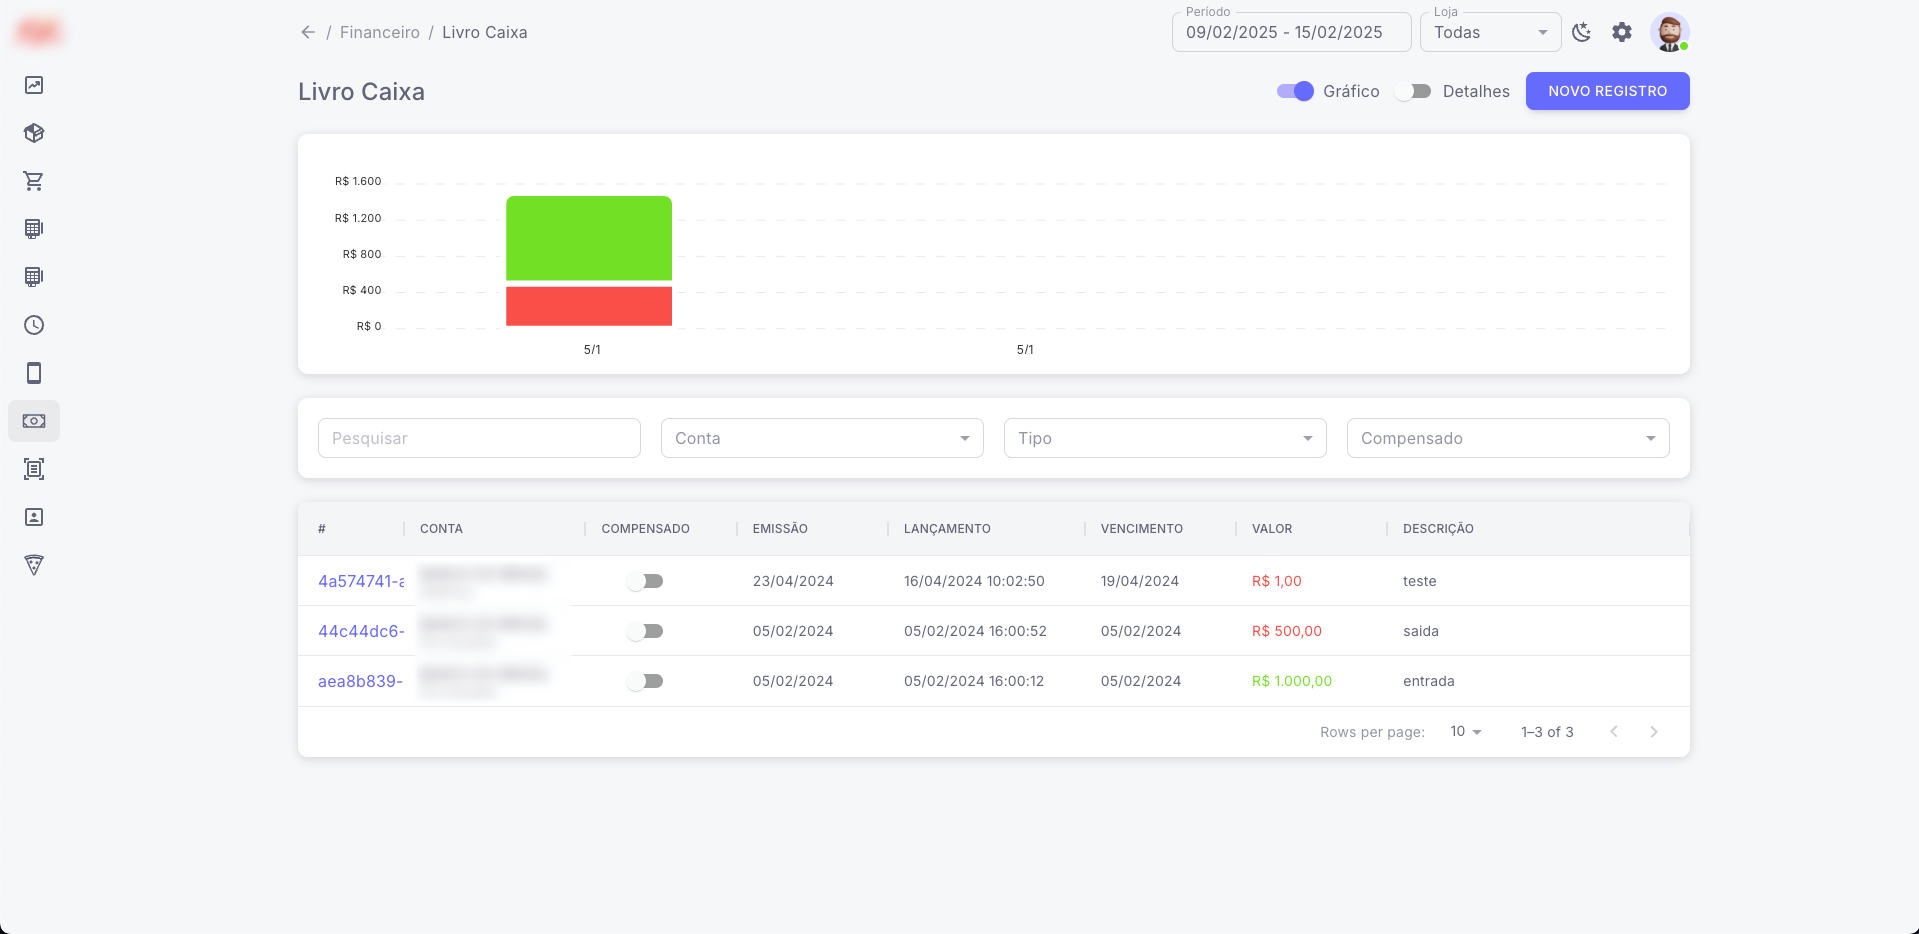 / Financeiro / Livro Caixa
Período
09/02/2025 - 15/02/2025
Loja
Todas
Livro Caixa
Gráfico
Detalhes
NOVO REGISTRO
R$ 1.600
R$ 1.200
R$ 800
R$ 400
R$ 0
5/1
5/1
Pesquisar
Conta
Tipo
Compensado
# CONTA COMPENSADO EMISSÃO LANÇAMENTO VENCIMENTO VALOR DESCRIÇÃO
4a574741-a 23/04/2024 16/04/2024 10:02:50 19/04/2024 R$ 1,00 teste
44c44dc6- 05/02/2024 05/02/2024 16:00:52 05/02/2024 R$ 500,00 saida
aea8b839- 05/02/2024 05/02/2024 16:00:12 05/02/2024 R$ 1.000,00 entrada
Rows per page: 10 1–3 of 3